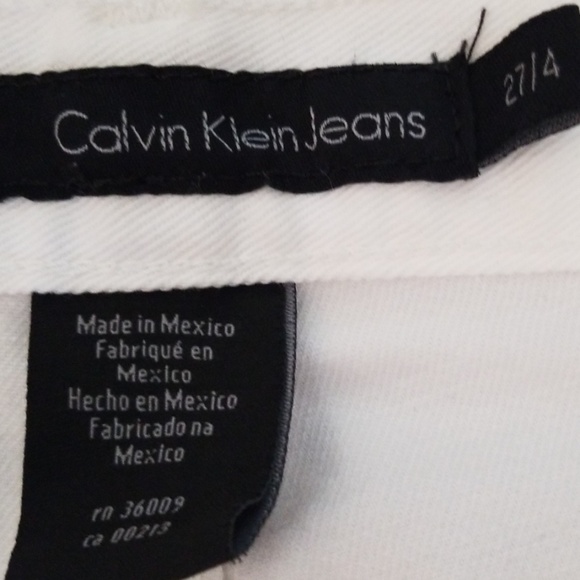 Calvin Klein Jeans
27/4
Made in Mexico
Fabriqué en
Mexico
Hecho en Mexico
Fabricado na
Mexico
rn 36009
ca 00213